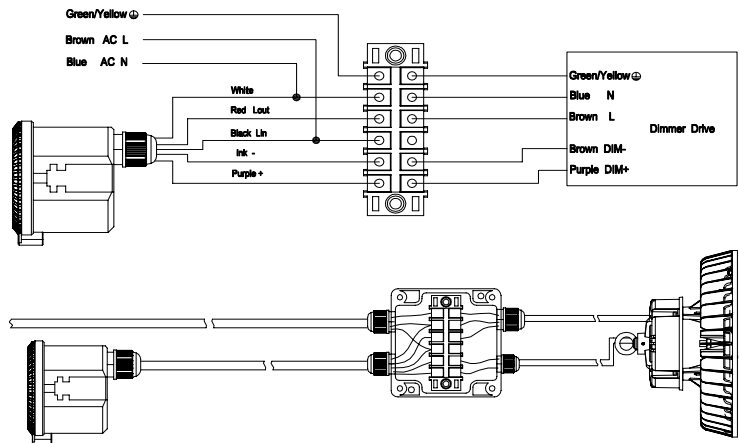 Green/Yellow ⏚
Brown AC L
Blue AC N
White
Red Lout
Black Lin
Ink -
Purple +
Green/Yellow ⏚
Blue N
Brown L
Brown DIM-
Purple DIM+
Dimmer Drive